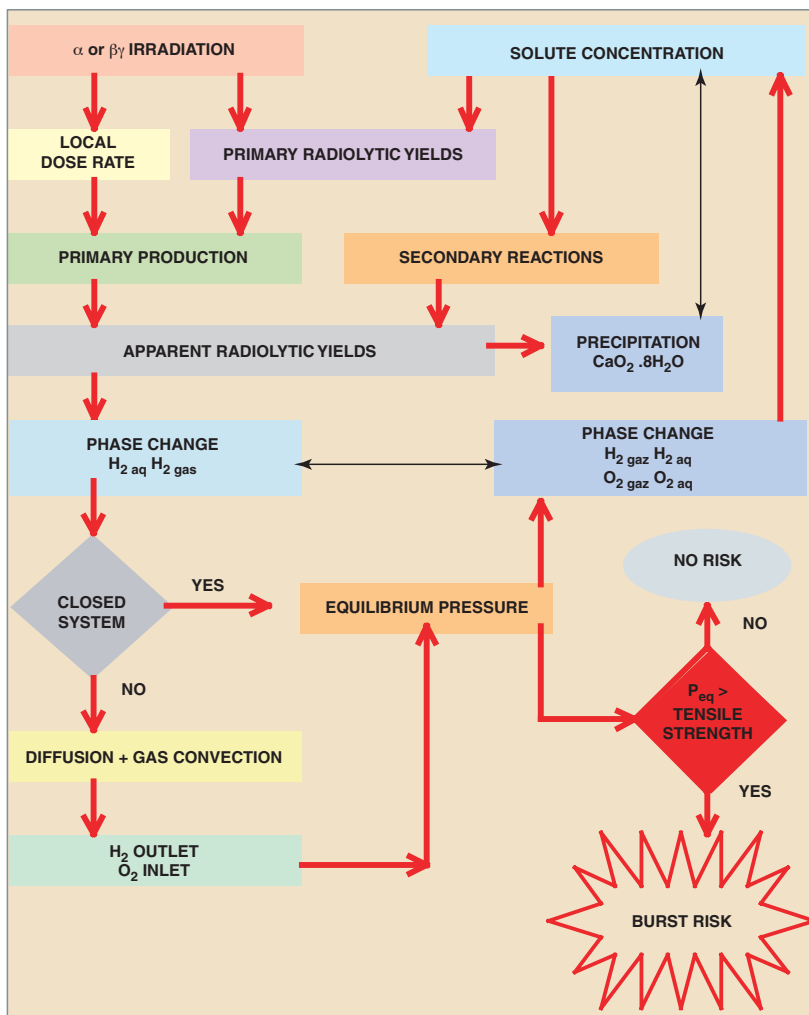 α or βγ IRRADIATION
SOLUTE CONCENTRATION
LOCAL
DOSE RATE
PRIMARY RADIOLYTIC YIELDS
PRIMARY PRODUCTION
SECONDARY REACTIONS
APPARENT RADIOLYTIC YIELDS
PRECIPITATION
CaO₂ .8H₂O
PHASE CHANGE
H₂ aq H₂ gas
PHASE CHANGE
H₂ gaz H₂ aq
O₂ gaz O₂ aq
CLOSED
SYSTEM
YES
EQUILIBRIUM PRESSURE
NO RISK
NO
P_eq >
TENSILE
STRENGTH
NO
DIFFUSION + GAS CONVECTION
YES
H₂ OUTLET
O₂ INLET
BURST RISK